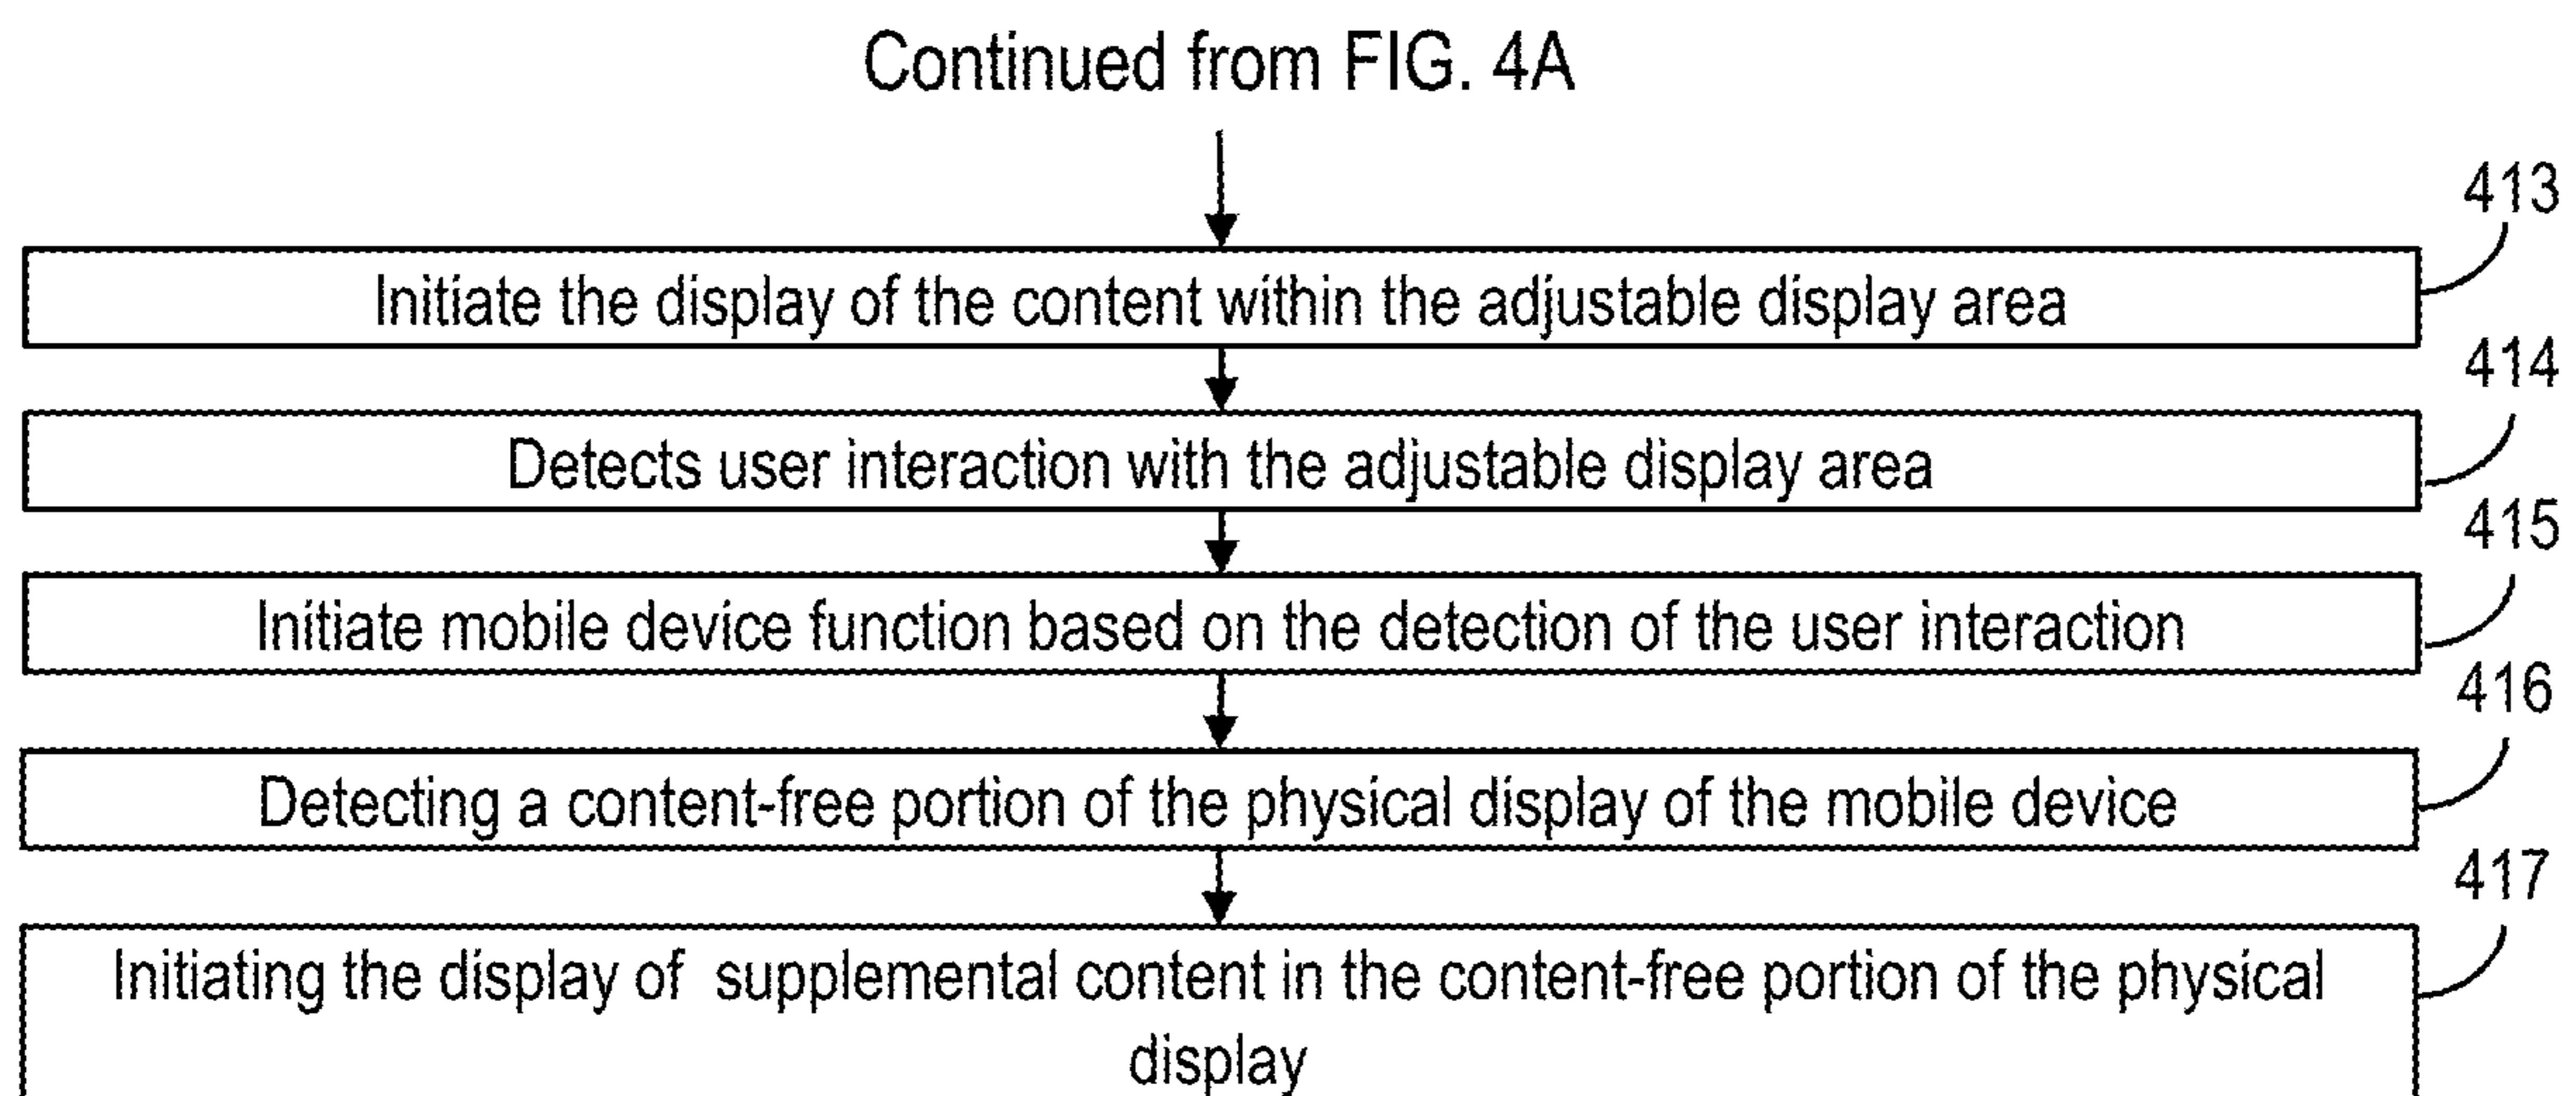 Continued from FIG. 4A
413
Initiate the display of the content within the adjustable display area
414
Detects user interaction with the adjustable display area
415
Initiate mobile device function based on the detection of the user interaction
416
Detecting a content-free portion of the physical display of the mobile device
417
Initiating the display of supplemental content in the content-free portion of the physical
display